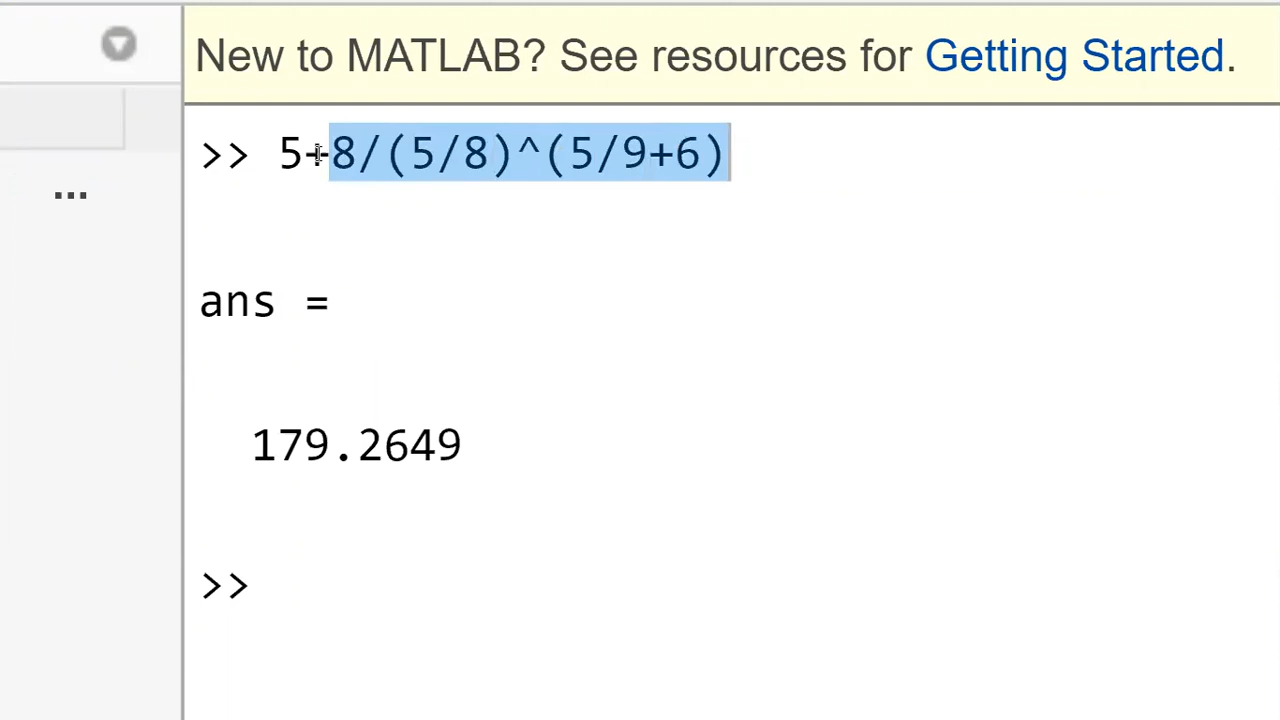 New to MATLAB? See resources for Getting Started.
>> 5+8/(5/8)^(5/9+6)
...
ans =
179.2649
>>